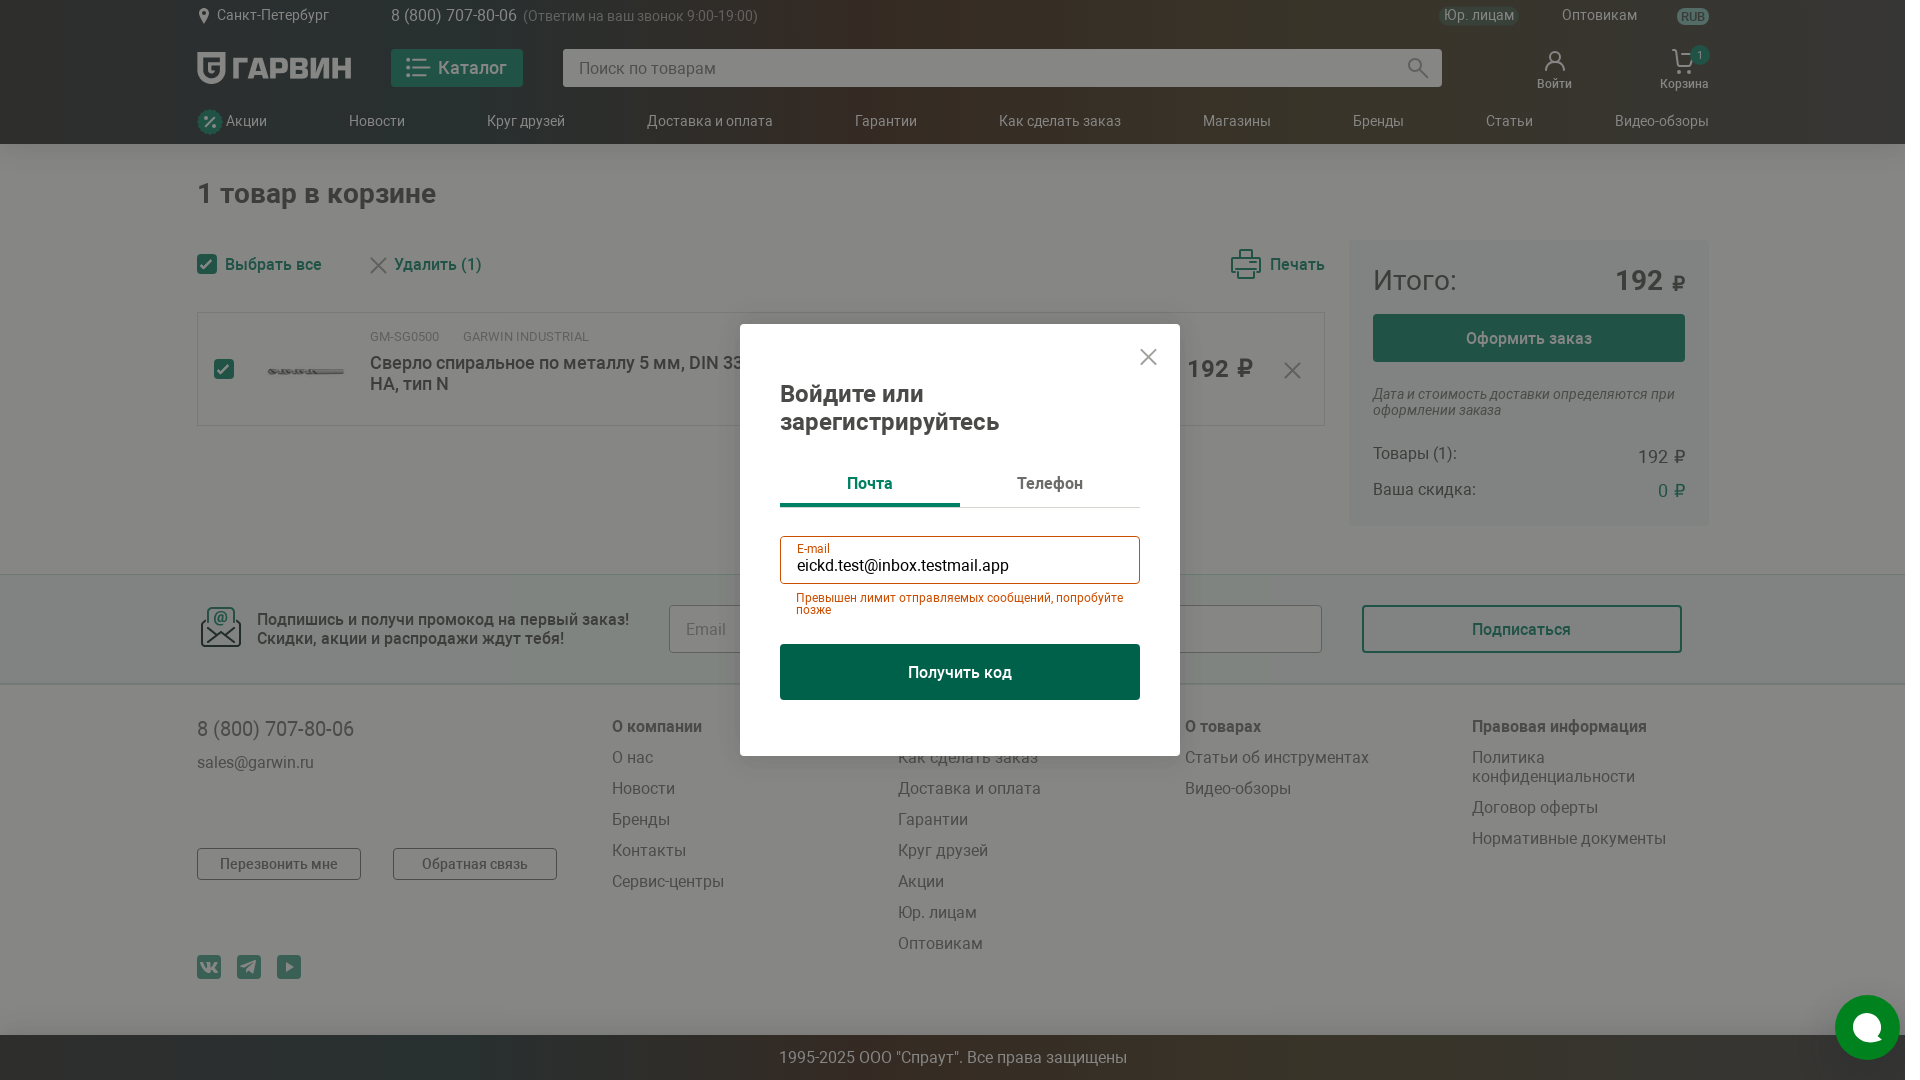 Санкт-Петербург
8 (800) 707-80-06 (Ответим на ваш звонок 9:00-19:00)
Юр. лицам
Оптовикам
RUB
ГАРВИН
Каталог
Поиск по товарам
Войти
1
Корзина
Акции
Новости
Круг друзей
Доставка и оплата
Гарантии
Как сделать заказ
Магазины
Бренды
Статьи
Видео-обзоры
1 товар в корзине
Выбрать все
Удалить (1)
Печать
GM-SG0500 GARWIN INDUSTRIAL
Сверло спиральное по металлу 5 мм, DIN 33
НА, тип N
192 ₽
Итого: 192 ₽
Оформить заказ
Дата и стоимость доставки определяются при
оформлении заказа
Товары (1): 192 ₽
Ваша скидка: 0 ₽
Войдите или
зарегистрируйтесь
Почта
Телефон
E-mail
eickd.test@inbox.testmail.app
Превышен лимит отправляемых сообщений, попробуйте
позже
Получить код
Подпишись и получи промокод на первый заказ!
Скидки, акции и распродажи ждут тебя!
Email
Подписаться
8 (800) 707-80-06
sales@garwin.ru
Перезвонить мне
Обратная связь
О компании
О нас
Новости
Бренды
Контакты
Сервис-центры
Как сделать заказ
Доставка и оплата
Гарантии
Круг друзей
Акции
Юр. лицам
Оптовикам
О товарах
Статьи об инструментах
Видео-обзоры
Правовая информация
Политика
конфиденциальности
Договор оферты
Нормативные документы
1995-2025 ООО "Спраут". Все права защищены